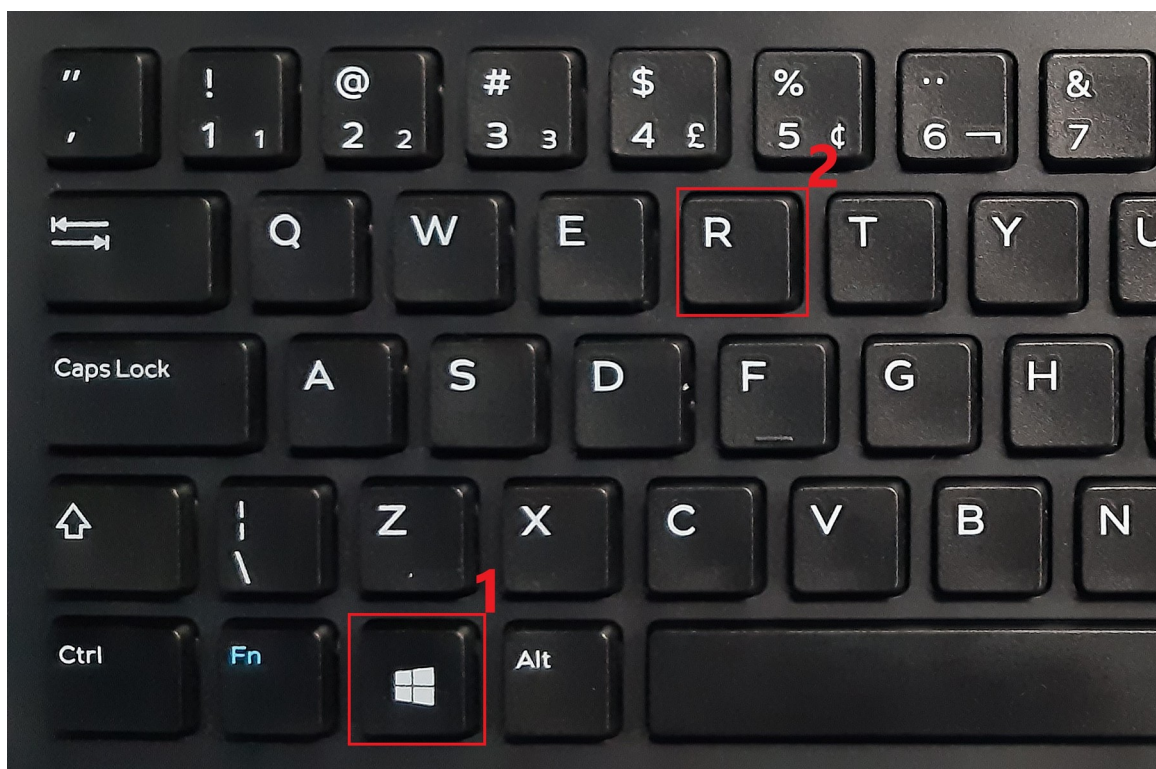 " ! @ # $ % ¨ &
' 1 1 2 2 3 3 4 £ 5 ¢ 6 ¬ 7
2
Q W E R T Y U
Caps Lock A S D F G H
¦ Z X C V B N
\
1
Ctrl Fn Alt